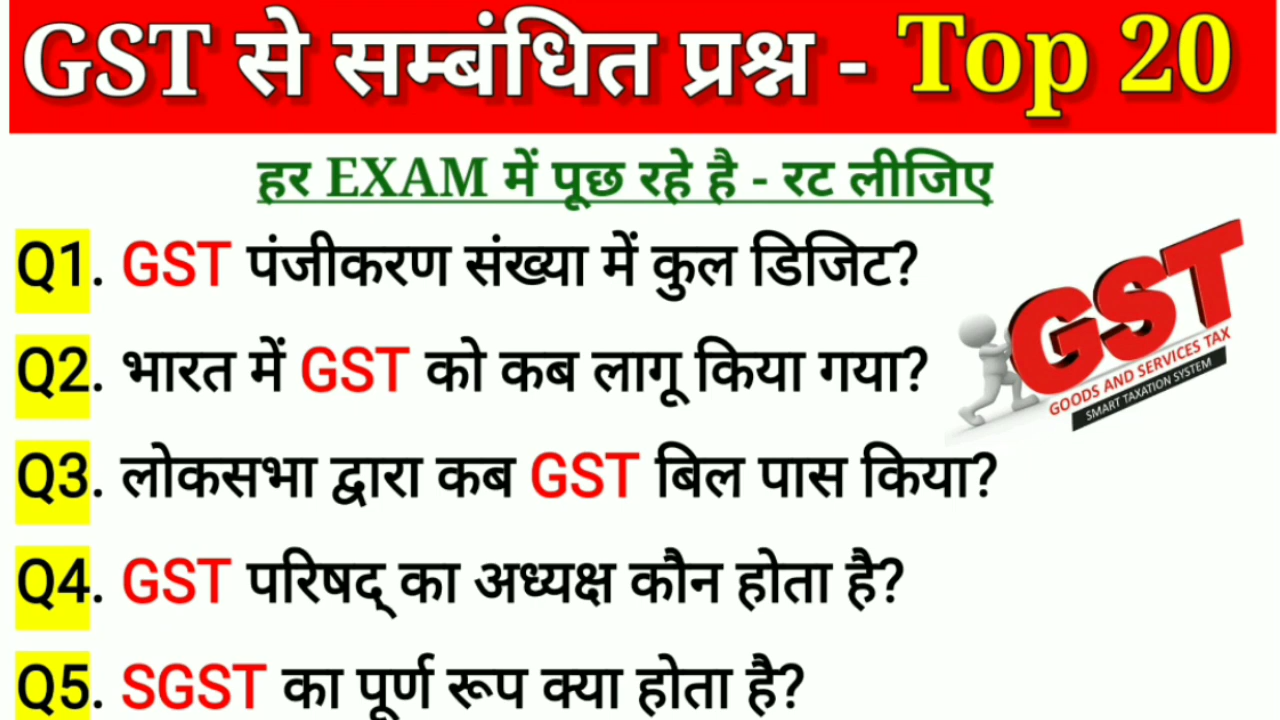 GST से सम्बंधित प्रश्न - Top 20
हर EXAM में पूछ रहे है - रट लीजिए
Q1. GST पंजीकरण संख्या में कुल डिजिट?
Q2. भारत में GST को कब लागू किया गया?
GST
GOODS AND SERVICES TAX
SMART TAXATION SYSTEM
Q3. लोकसभा द्वारा कब GST बिल पास किया?
Q4. GST परिषद् का अध्यक्ष कौन होता है?
Q5. SGST का पूर्ण रूप क्या होता है?